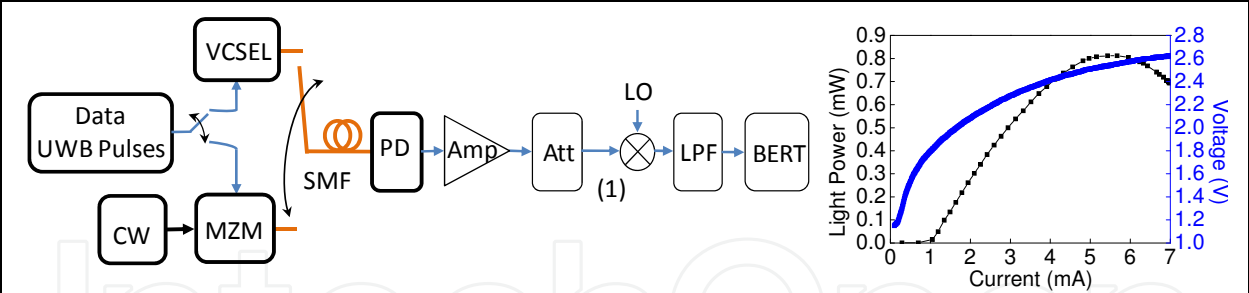 VCSEL
Data
UWB Pulses
CW
MZM
SMF
PD
Amp
Att
(1)
LO
LPF
BERT
Light Power (mW)
0.9
0.8
0.7
0.6
0.5
0.4
0.3
0.2
0.1
0.0
0 1 2 3 4 5 6 7
Current (mA)
2.8
2.6
2.4
2.2
2.0
1.8
1.6
1.4
1.2
1.0
Voltage (V)